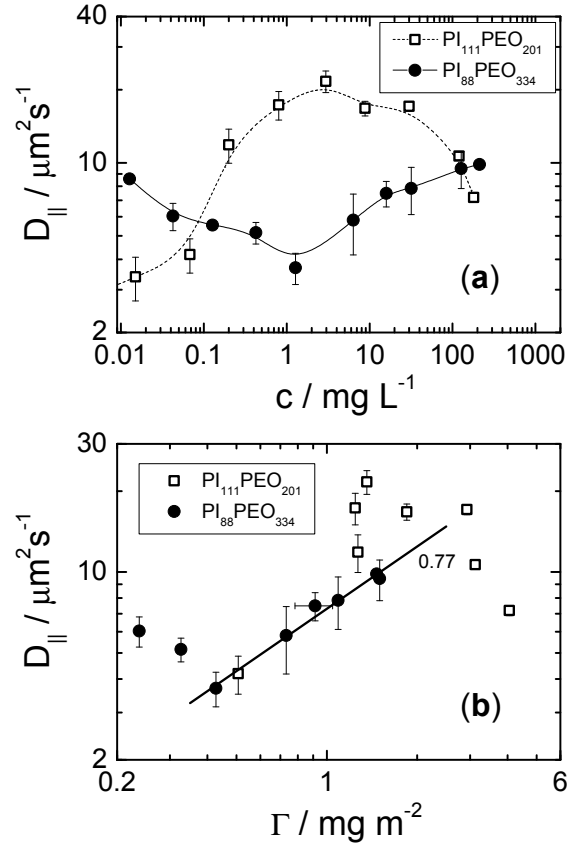 40
PI₁₁₁PEO₂₀₁
PI₈₈PEO₃₃₄
10
2
D∥ / μm²s⁻¹
(a)
0.01 0.1 1 10 100 1000
c / mg L⁻¹
30
PI₁₁₁PEO₂₀₁
PI₈₈PEO₃₃₄
10
0.77
2
D∥ / μm²s⁻¹
(b)
0.2 1 6
Γ / mg m⁻²